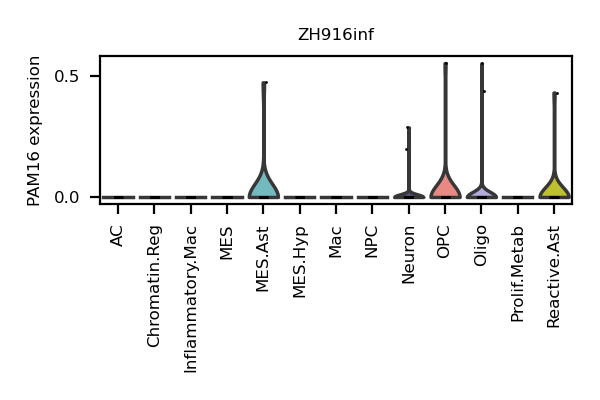 ZH916inf
PAM16 expression
0.5
0.0
AC
Chromatin.Reg
Inflammatory.Mac
MES
MES.Ast
MES.Hyp
Mac
NPC
Neuron
OPC
Oligo
Prolif.Metab
Reactive.Ast